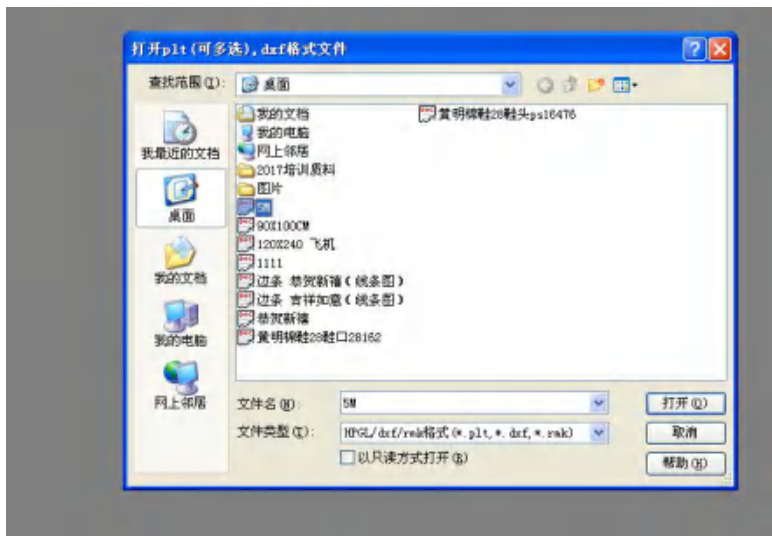 打开plt(可多选),dxf格式文件
查找范围(I):
桌面
我最近的文档
桌面
我的文档
我的电脑
网上邻居
我的文档
我的电脑
网上邻居
2017培训质料
图片
5M
90X100CM
120X240 飞机
1111
边条 恭贺新禧(线条图)
边条 吉祥如意(线条图)
恭贺新禧
黄明棉鞋28鞋口28162
黄明棉鞋28鞋头ps16476
文件名(N):
5M
打开(O)
文件类型(T):
HPGL/dxf/rmk格式(*.plt,*.dxf,*.rmk)
取消
以只读方式打开(R)
帮助(H)